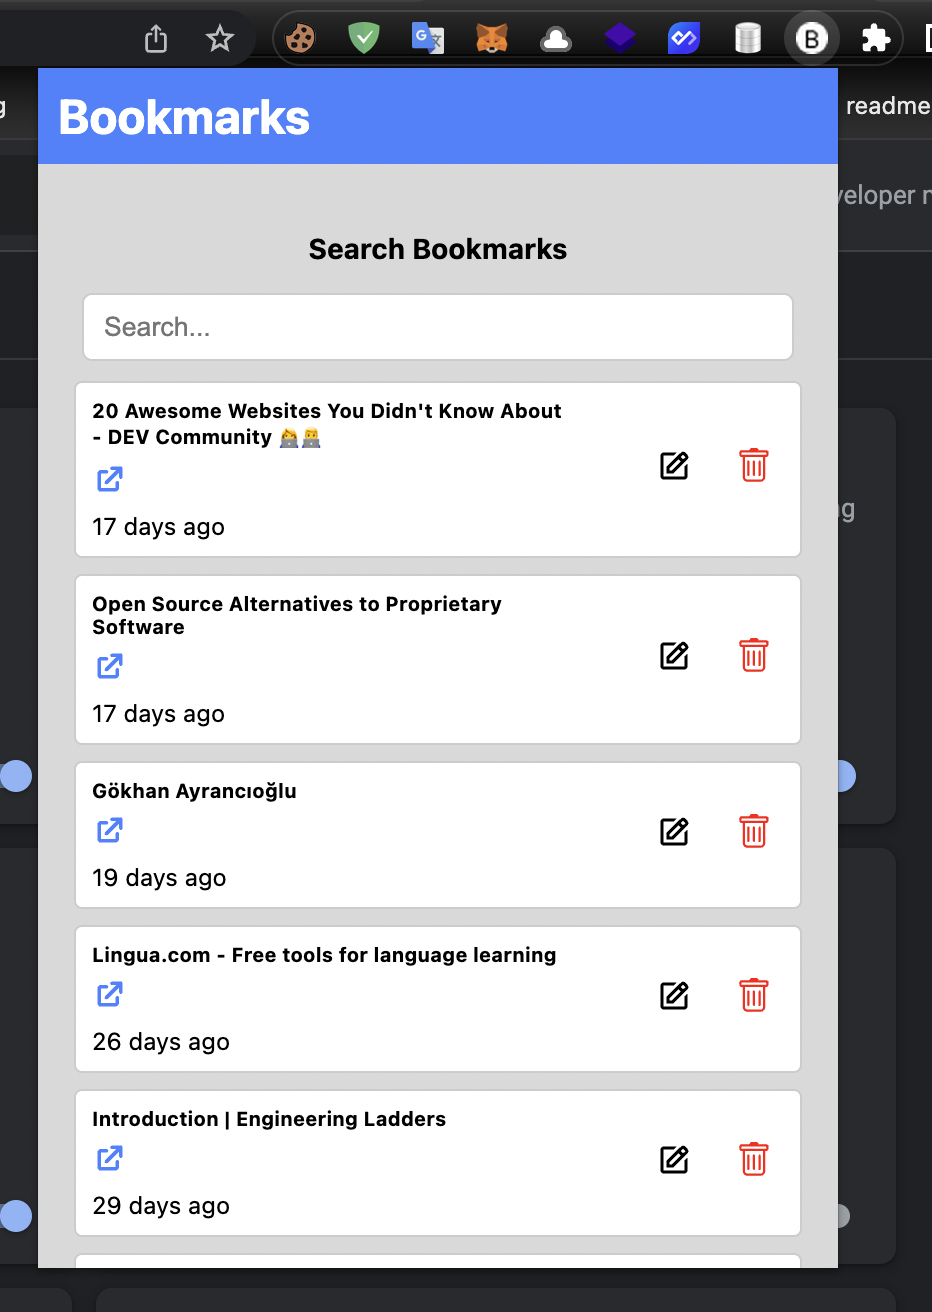 readme
Bookmarks
Search Bookmarks
Search...
20 Awesome Websites You Didn't Know About
- DEV Community 👩‍💻👨‍💻
17 days ago
Open Source Alternatives to Proprietary
Software
17 days ago
Gökhan Ayrancıoğlu
19 days ago
Lingua.com - Free tools for language learning
26 days ago
Introduction | Engineering Ladders
29 days ago